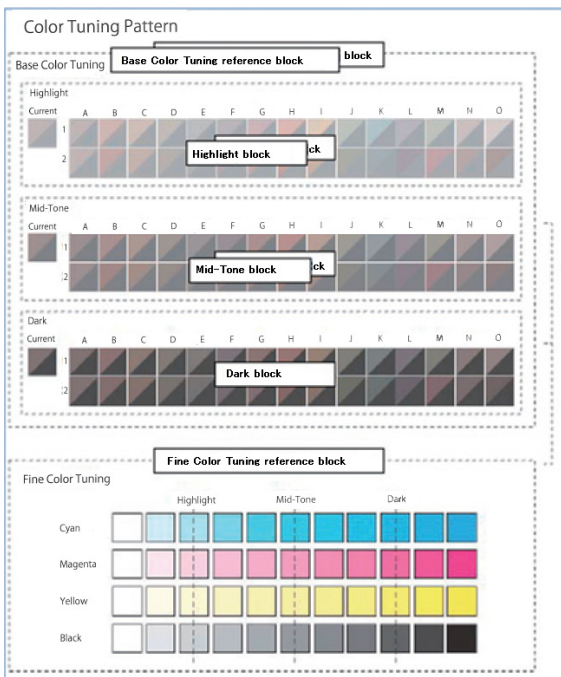 Color Tuning Pattern
block
Base Color Tuning Base Color Tuning reference block
Highlight
Current A B C D E F G H I J K L M N O
1
2
ck
Highlight block
Mid-Tone
Current A B C D E F G H I J K L M N O
1
2
ck
Mid-Tone block
Dark
Current A B C D E F G H I J K L M N O
1
2
Dark block
Fine Color Tuning reference block
Fine Color Tuning
Highlight Mid-Tone Dark
Cyan
Magenta
Yellow
Black